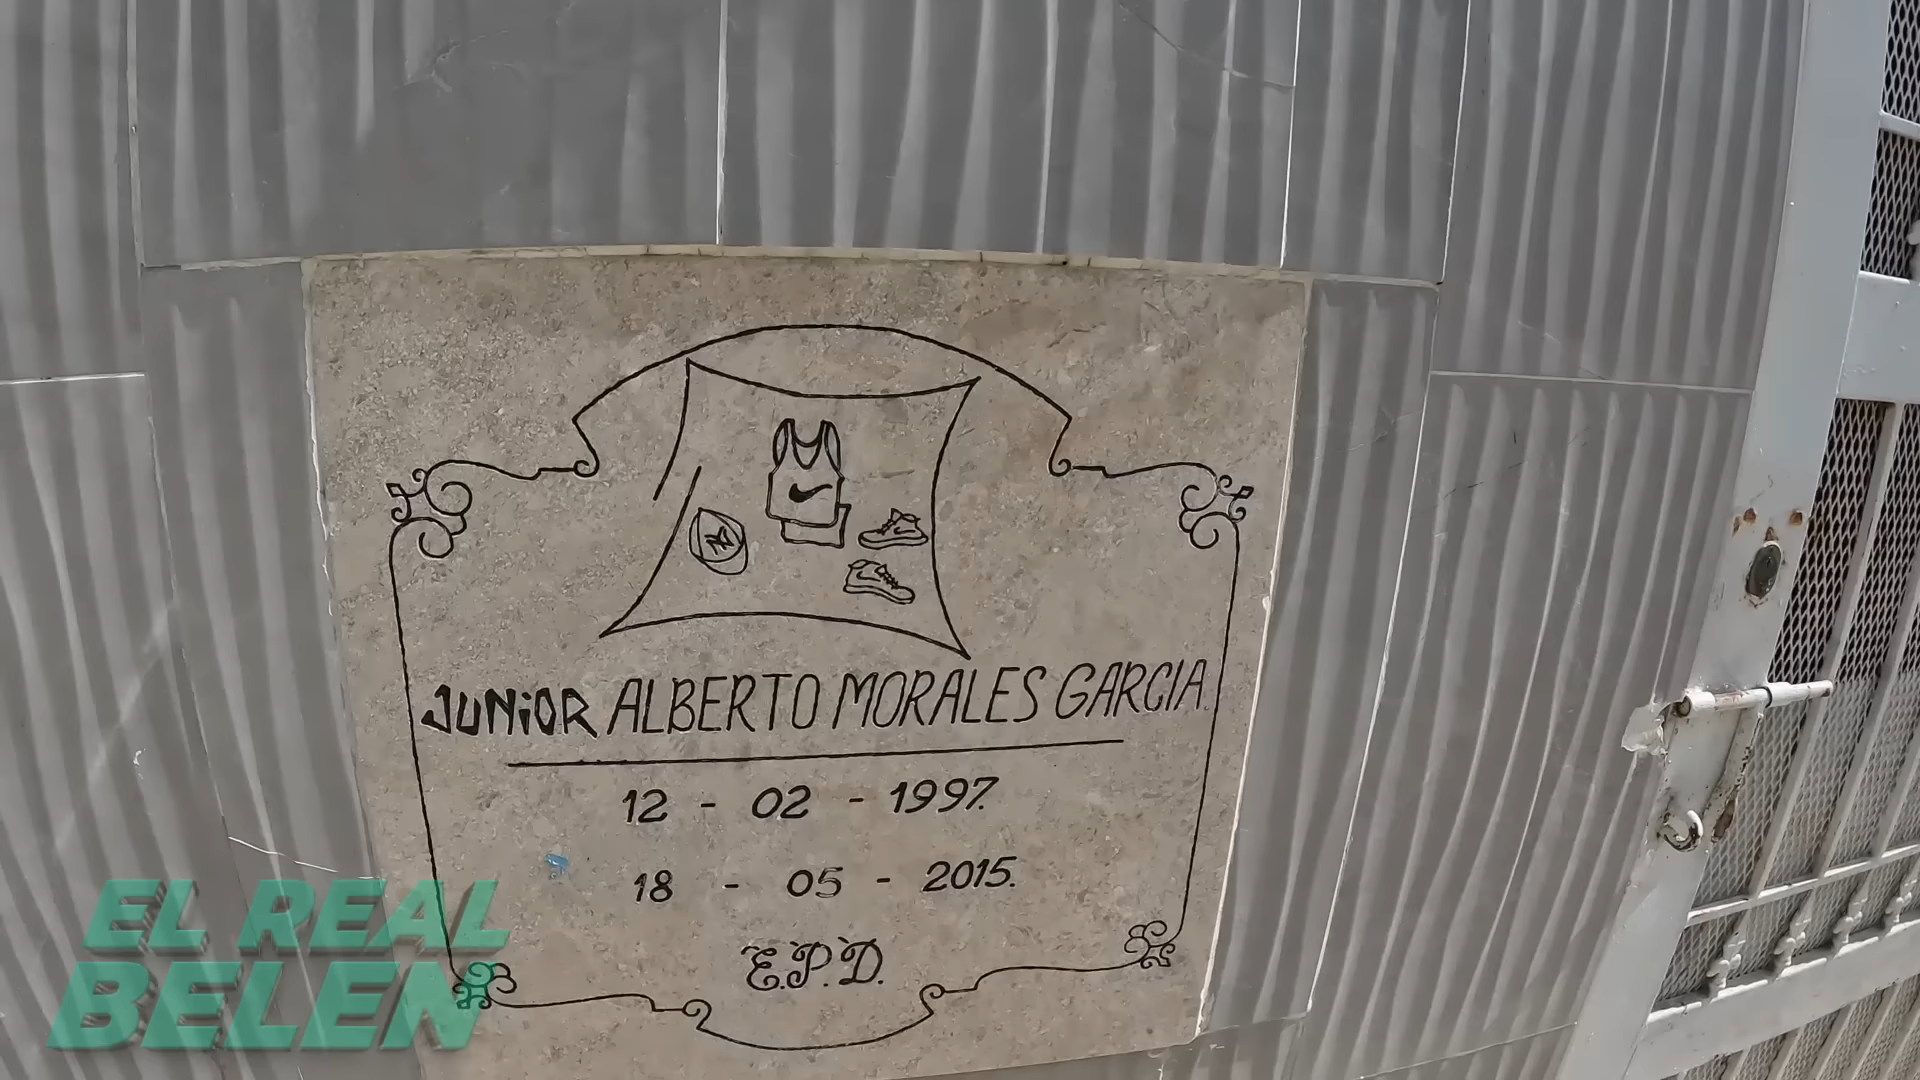 JUNiOR ALBERTO MORALES GARCIA.
12 - 02 - 1997.
18 - 05 - 2015.
E.P.D.
EL REAL
BELEN